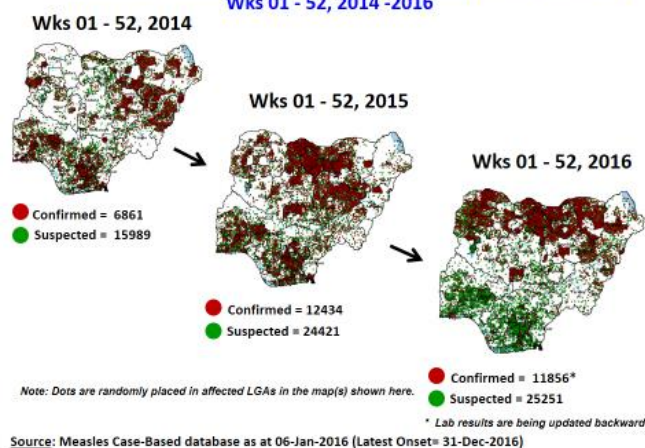 Wks 01 - 52, 2014 -2016
Wks 01 - 52, 2014
Confirmed = 6861
Suspected = 15989
Wks 01 - 52, 2015
Confirmed = 12434
Suspected = 24421
Wks 01 - 52, 2016
Confirmed = 11856*
Suspected = 25251
Note: Dots are randomly placed in affected LGAs in the map(s) shown here.
* Lab results are being updated backward
Source: Measles Case-Based database as at 06-Jan-2016 (Latest Onset= 31-Dec-2016)